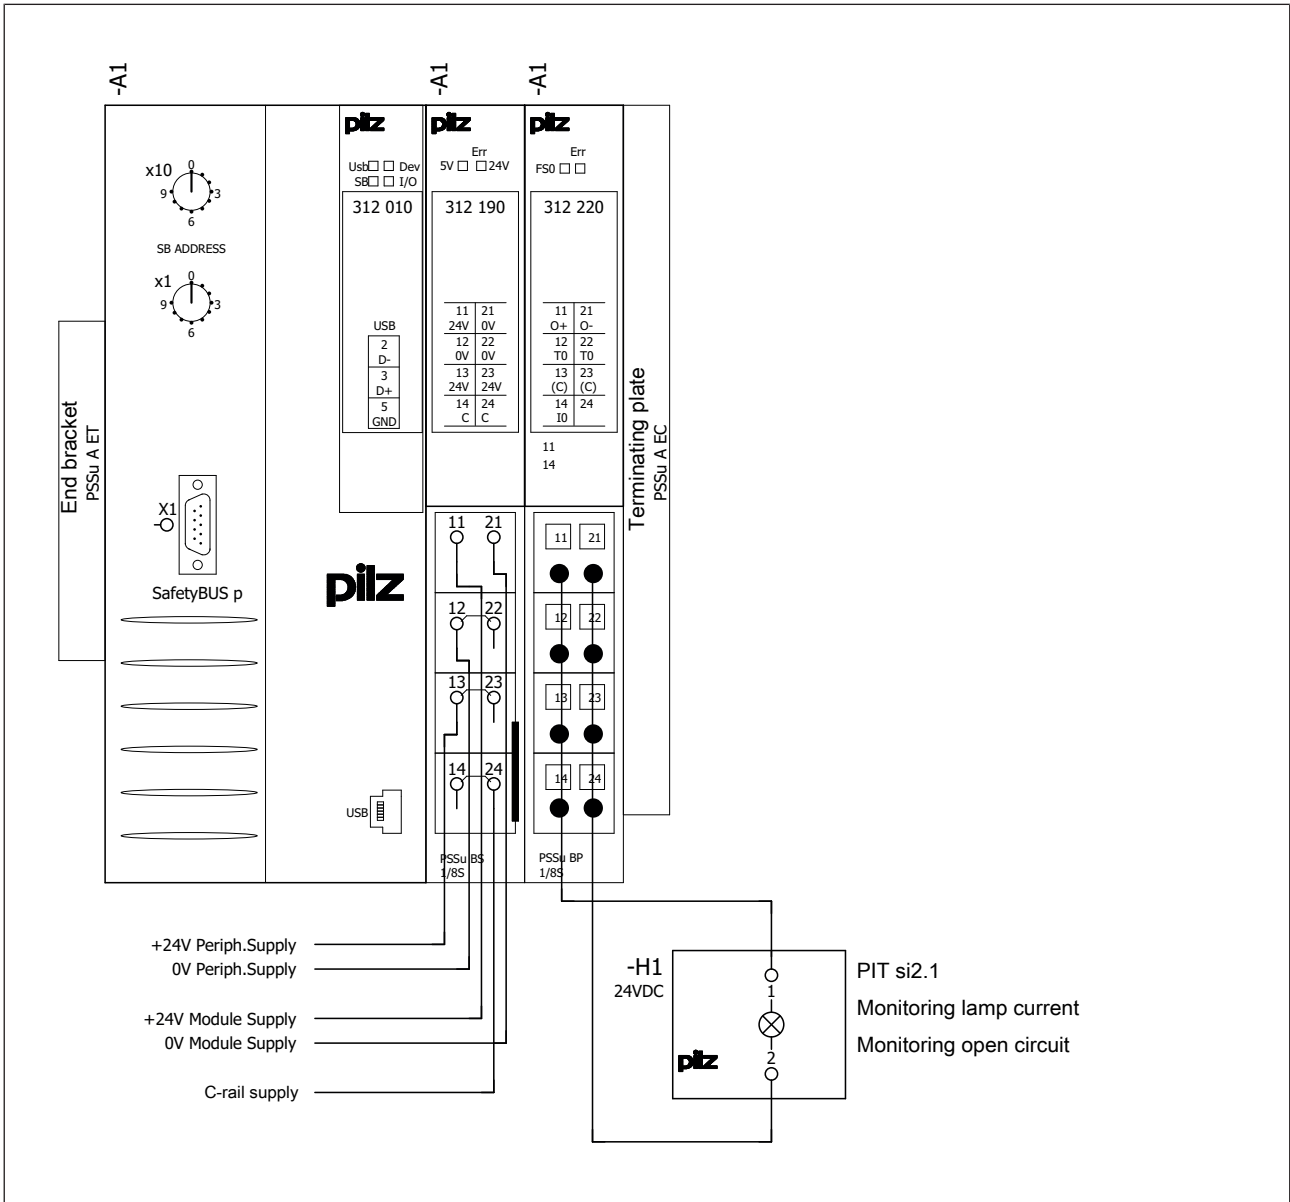 -A1
-A1
-A1
pilz
pilz
pilz
Usb Dev
SB I/O
Err
5V 24V
Err
FS0
312 010
312 190
312 220
x10
0
9 3
6
SB ADDRESS
x1
0
9 3
6
USB
2
D-
3
D+
5
GND
11 21
24V 0V
12 22
0V 0V
13 23
24V 24V
14 24
C C
11 21
O+ O-
12 22
T0 T0
13 23
(C) (C)
14 24
I0
11
14
End bracket
PSSu A ET
Terminating plate
PSSu A EC
X1
SafetyBUS p
pilz
USB
11 21
12 22
13 23
14 24
PSSu BS
1/8S
11 21
12 22
13 23
14 24
PSSu BP
1/8S
+24V Periph.Supply
0V Periph.Supply
+24V Module Supply
0V Module Supply
C-rail supply
-H1
24VDC
1
2
pilz
PIT si2.1
Monitoring lamp current
Monitoring open circuit